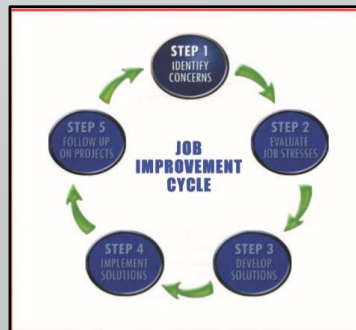 STEP 1
IDENTIFY
CONCERNS
STEP 2
EVALUATE
JOB STRESSES
STEP 3
DEVELOP
SOLUTIONS
STEP 4
IMPLEMENT
SOLUTIONS
STEP 5
FOLLOW UP
ON PROJECTS
JOB
IMPROVEMENT
CYCLE